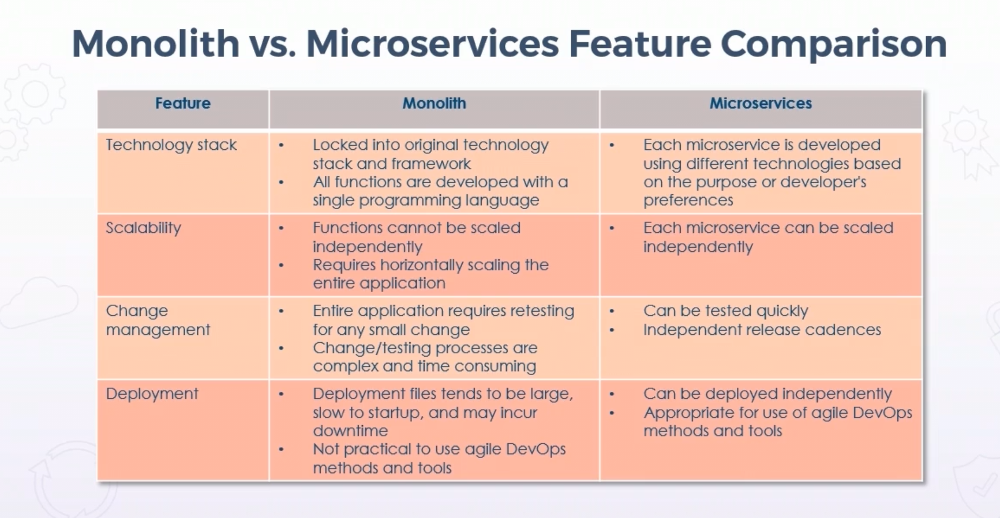 Monolith vs. Microservices Feature Comparison
Feature
Monolith
Microservices
Technology stack
• Locked into original technology
stack and framework
• All functions are developed with a
single programming language
• Each microservice is developed
using different technologies based
on the purpose or developer's
preferences
Scalability
• Functions cannot be scaled
independently
• Requires horizontally scaling the
entire application
• Each microservice can be scaled
independently
Change
management
• Entire application requires retesting
for any small change
• Change/testing processes are
complex and time consuming
• Can be tested quickly
• Independent release cadences
Deployment
• Deployment files tends to be large,
slow to startup, and may incur
downtime
• Not practical to use agile DevOps
methods and tools
• Can be deployed independently
• Appropriate for use of agile DevOps
methods and tools